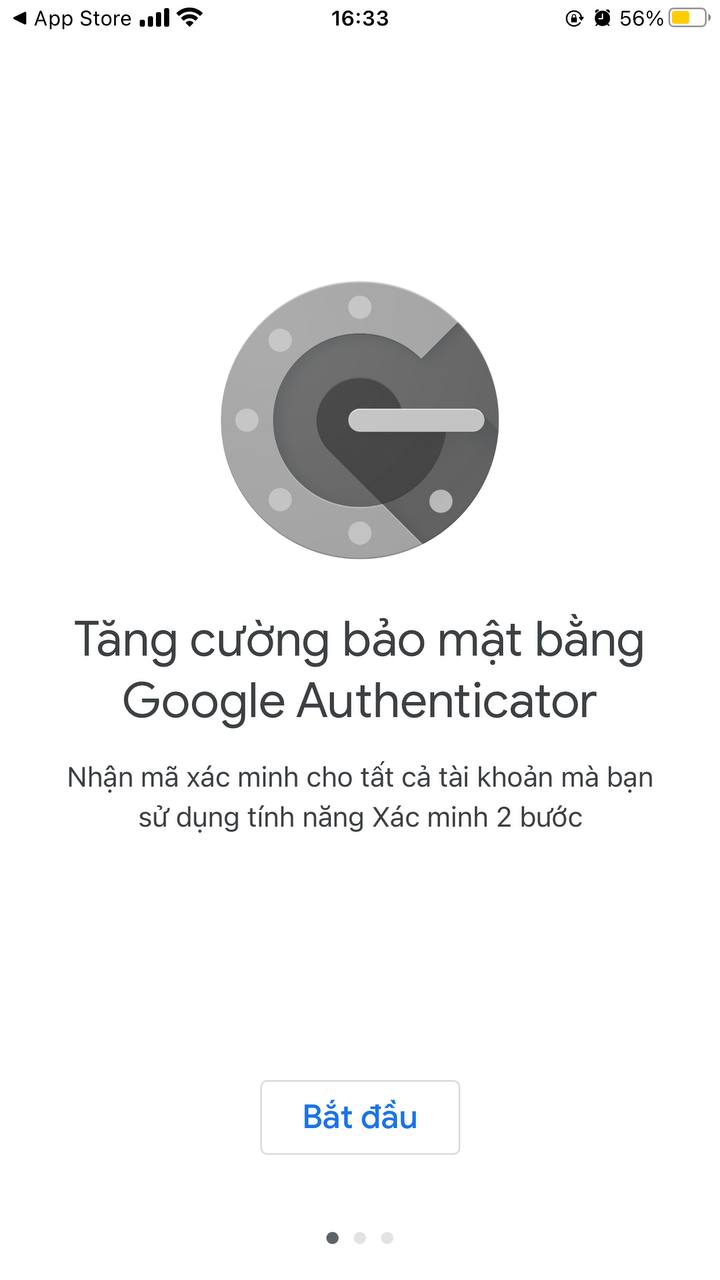 ◀ App Store 16:33 56%
Tăng cường bảo mật bằng
Google Authenticator
Nhận mã xác minh cho tất cả tài khoản mà bạn
sử dụng tính năng Xác minh 2 bước
Bắt đầu